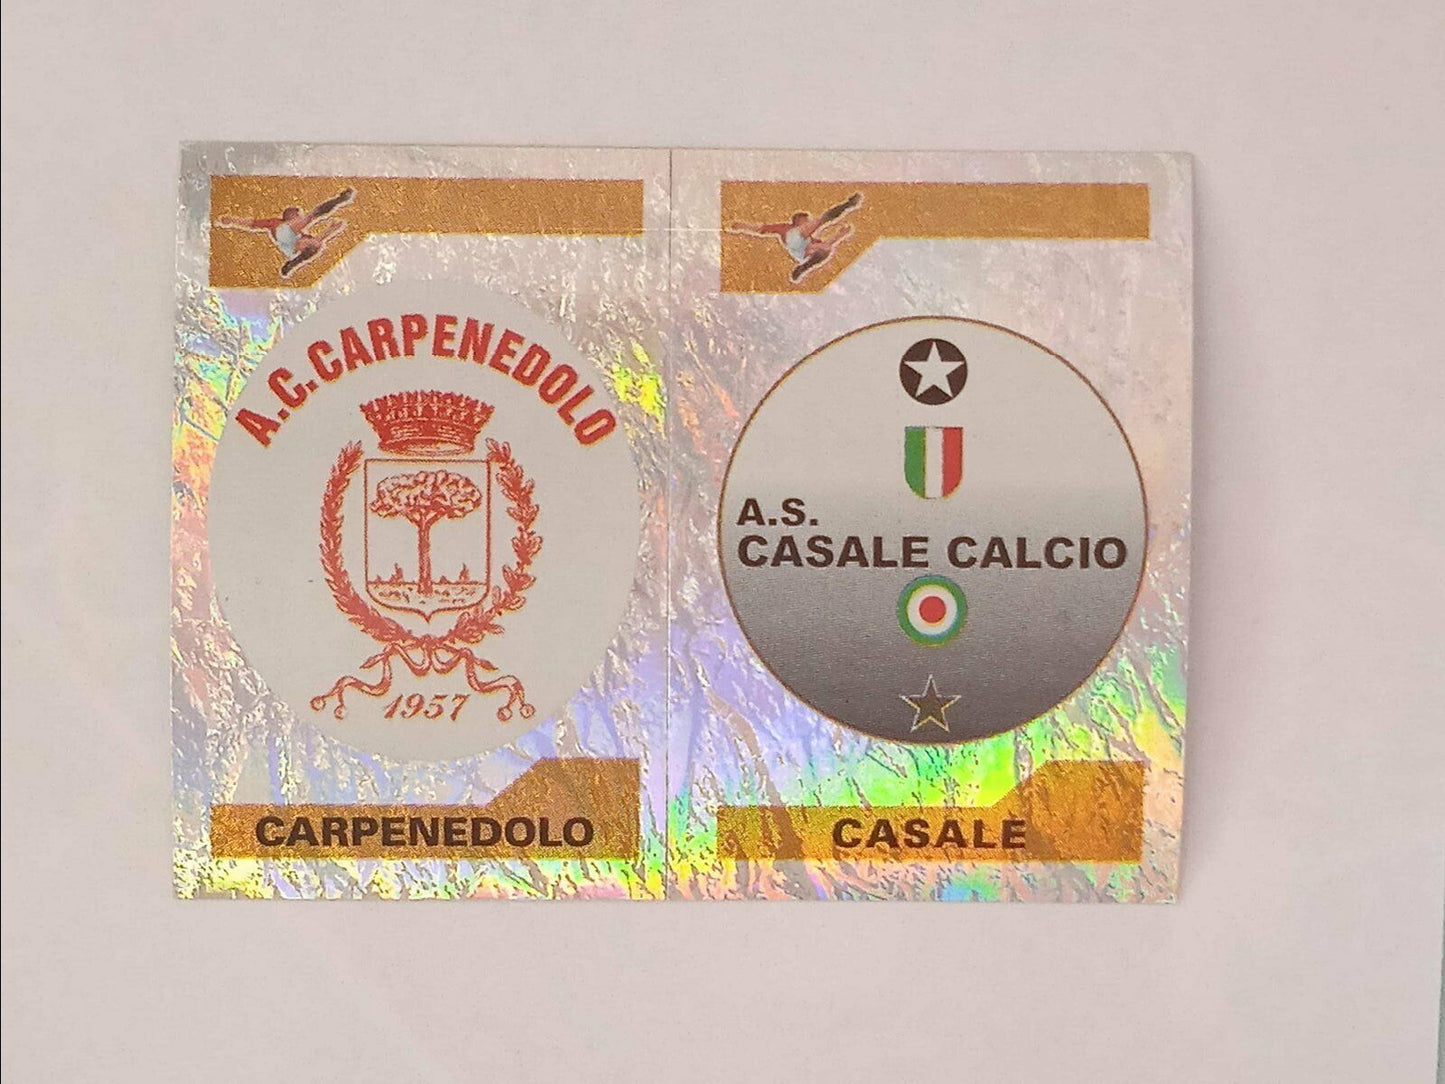 A.C. CARPENEDOLO
1957
CARPENEDOLO
A.S.
CASALE CALCIO
CASALE